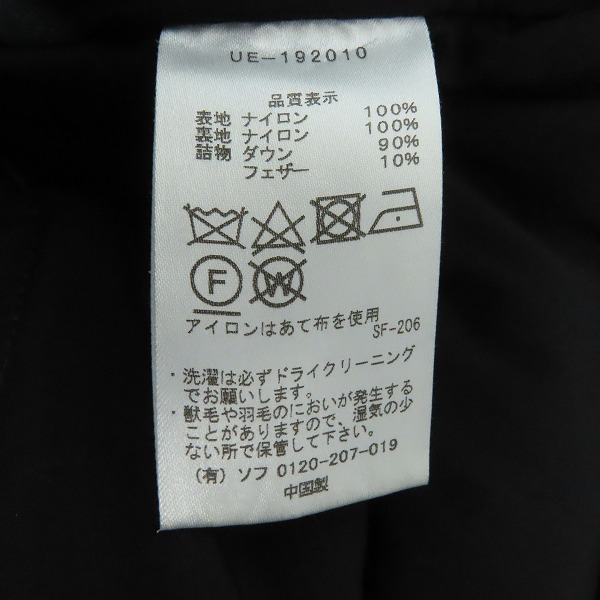 UE-192010
品質表示
表地 ナイロン 100%
裏地 ナイロン 100%
詰物 ダウン 90%
フェザー 10%
F W
アイロンはあて布を使用 SF-206
・洗濯は必ずドライクリーニング
でお願いします。
・獣毛や羽毛のにおいが発生する
ことがありますので、湿気の少
ない所で保管して下さい。
(有) ソフ 0120-207-019
中国製